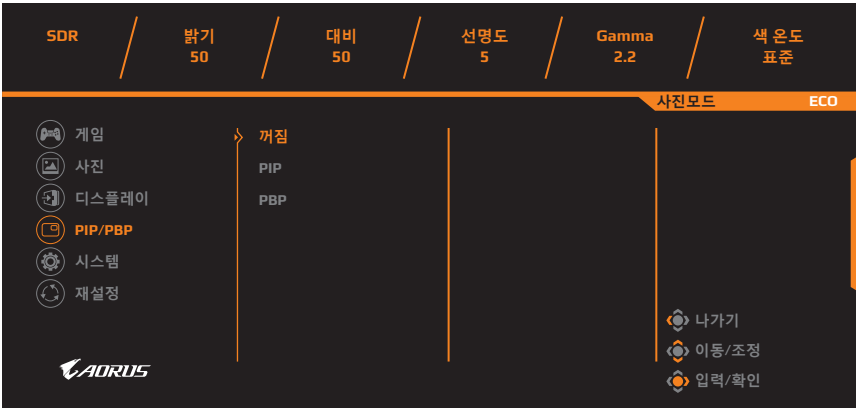 SDR 밝기 대비 선명도 Gamma 색 온도
50 50 5 2.2 표준
사진모드 ECO
게임 꺼짐
사진 PIP
디스플레이 PBP
PIP/PBP
시스템
재설정
나가기
이동/조정
입력/확인
AORUS